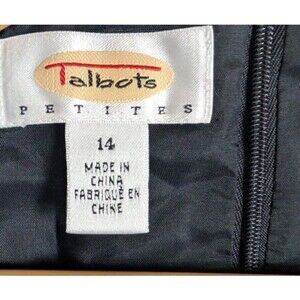 Talbots
PETITES
14
MADE IN
CHINA
FABRIQUÉ EN
CHINE